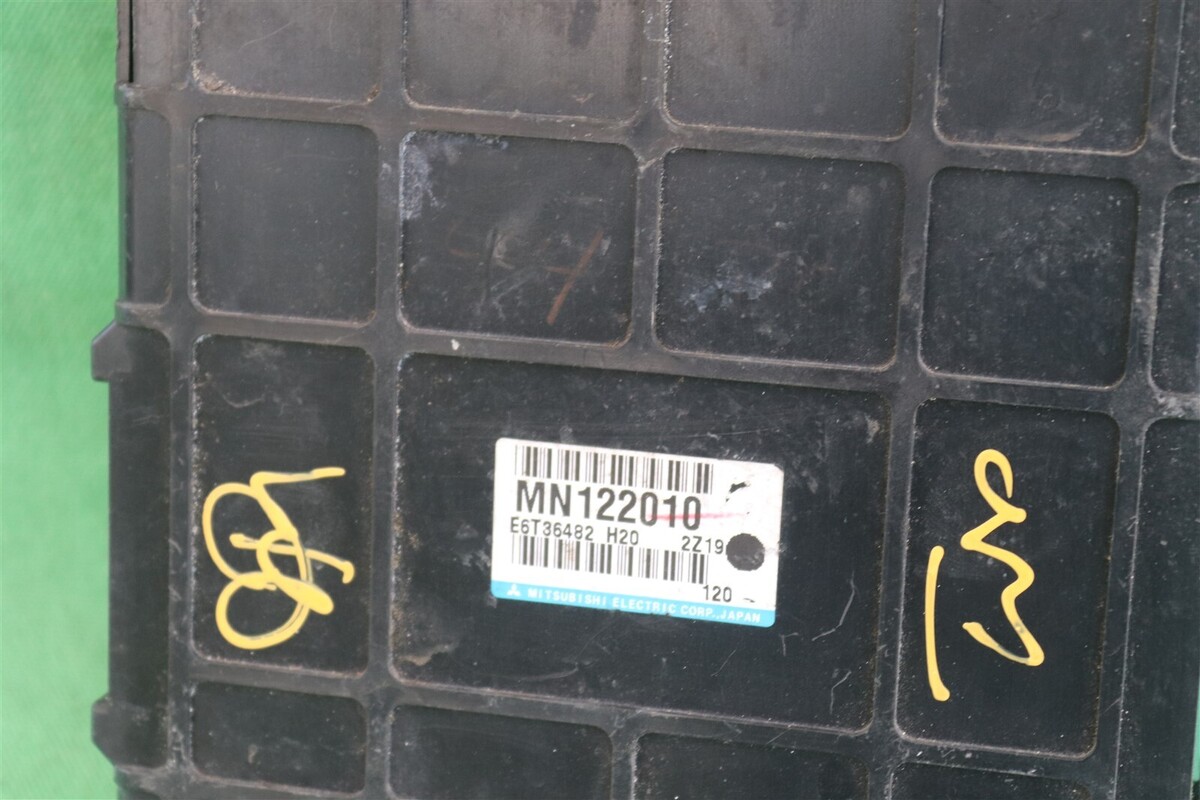 MN122010
E6T36482 H20 2Z19
120
MITSUBISHI ELECTRIC CORP.,JAPAN